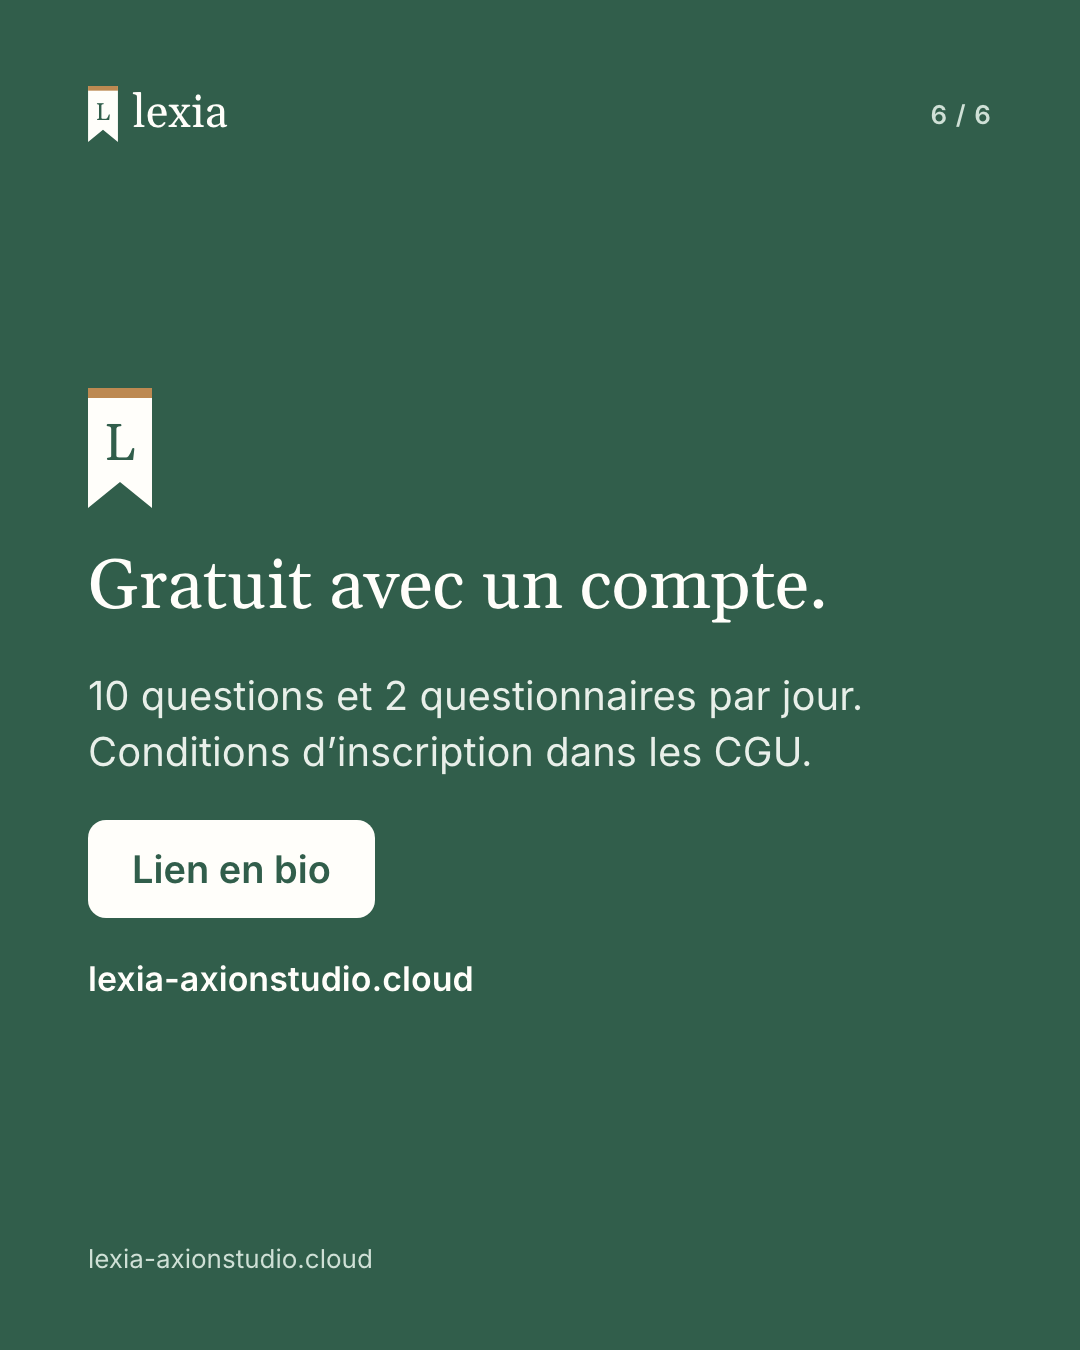 L lexia
6 / 6
L
Gratuit avec un compte.
10 questions et 2 questionnaires par jour.
Conditions d’inscription dans les CGU.
Lien en bio
lexia-axionstudio.cloud
lexia-axionstudio.cloud